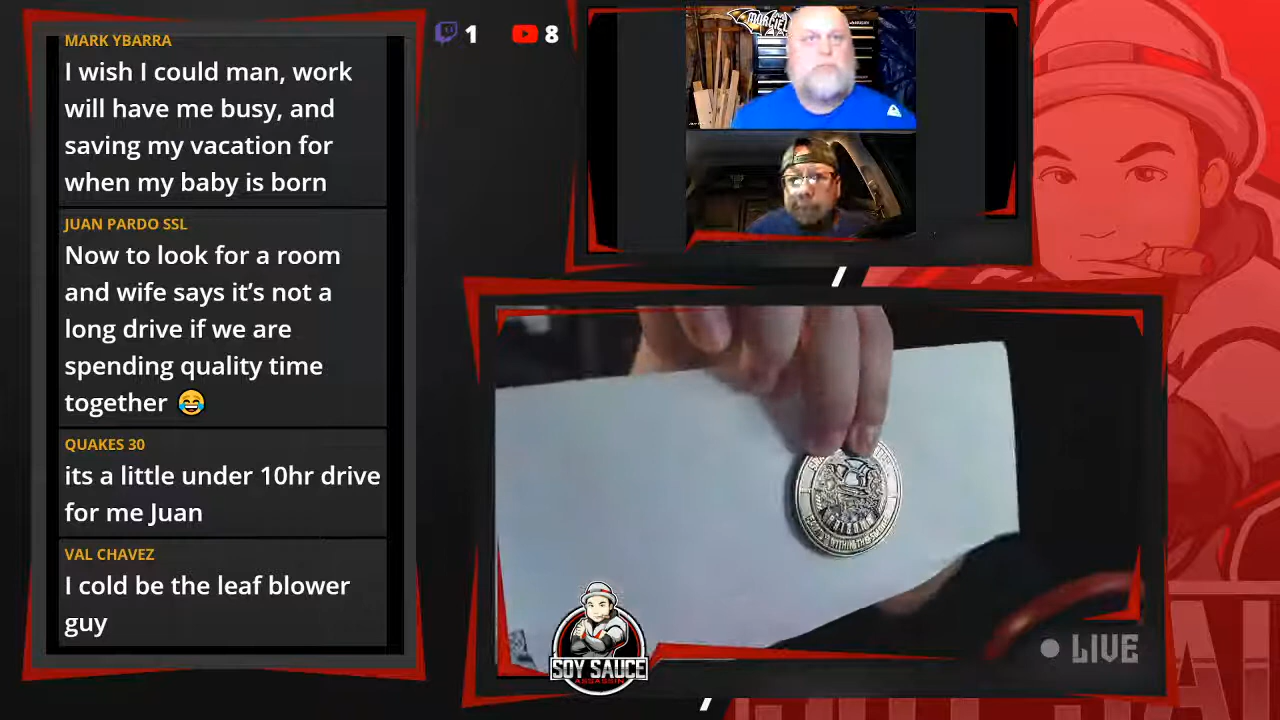 MARK YBARRA
I wish I could man, work
will have me busy, and
saving my vacation for
when my baby is born
JUAN PARDO SSL
Now to look for a room
and wife says it’s not a
long drive if we are
spending quality time
together 😂
QUAKES 30
its a little under 10hr drive
for me Juan
VAL CHAVEZ
I cold be the leaf blower
guy
1
8
WITHIN THE
SOY SAUCE
ASSASSIN
LIVE